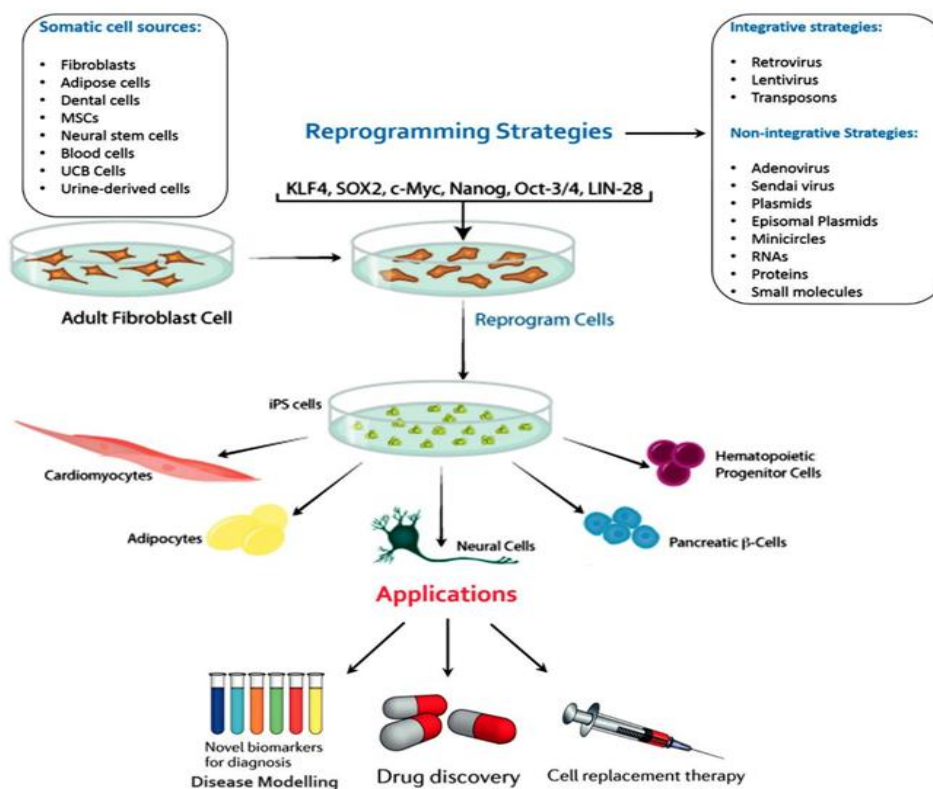 Somatic cell sources:
• Fibroblasts
• Adipose cells
• Dental cells
• MSCs
• Neural stem cells
• Blood cells
• UCB Cells
• Urine-derived cells
Reprogramming Strategies
Integrative strategies:
• Retrovirus
• Lentivirus
• Transposons
Non-integrative Strategies:
• Adenovirus
• Sendai virus
• Plasmids
• Episomal Plasmids
• Minicircles
• RNAs
• Proteins
• Small molecules
KLF4, SOX2, c-Myc, Nanog, Oct-3/4, LIN-28
Adult Fibroblast Cell
Reprogram Cells
iPS cells
Cardiomyocytes
Hematopoietic
Progenitor Cells
Adipocytes
Neural Cells
Pancreatic β-Cells
Applications
Novel biomarkers
for diagnosis
Disease Modelling
Drug discovery
Cell replacement therapy